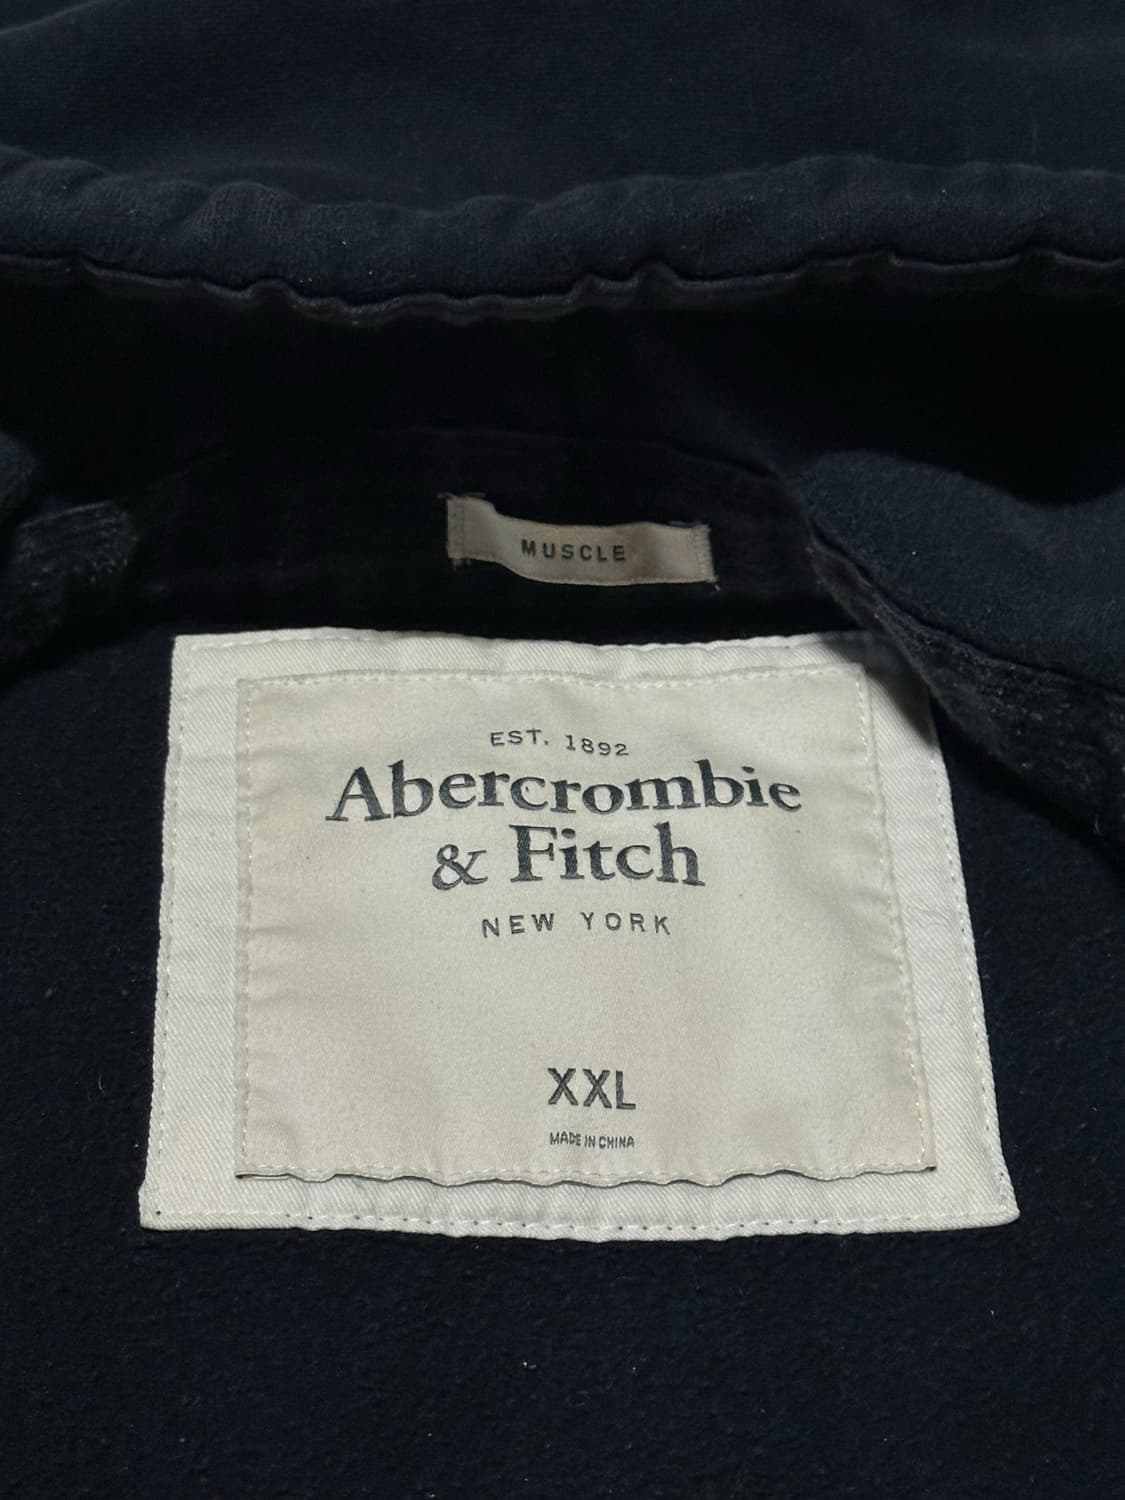 MUSCLE
EST. 1892
Abercrombie
& Fitch
NEW YORK
XXL
MADE IN CHINA